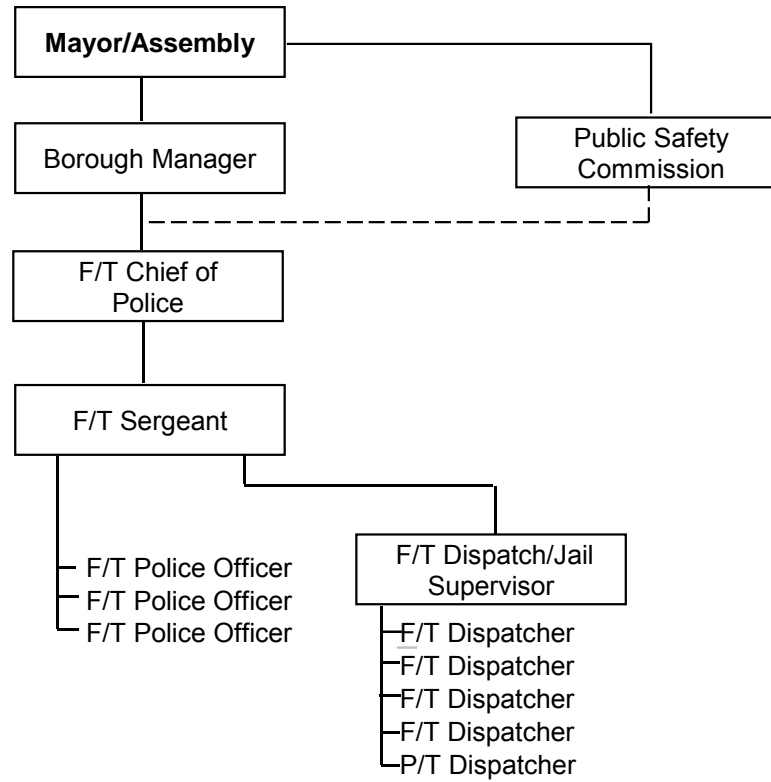 Mayor/Assembly
Borough Manager
Public Safety
Commission
F/T Chief of
Police
F/T Sergeant
F/T Police Officer
F/T Police Officer
F/T Police Officer
F/T Dispatch/Jail
Supervisor
F/T Dispatcher
F/T Dispatcher
F/T Dispatcher
F/T Dispatcher
P/T Dispatcher